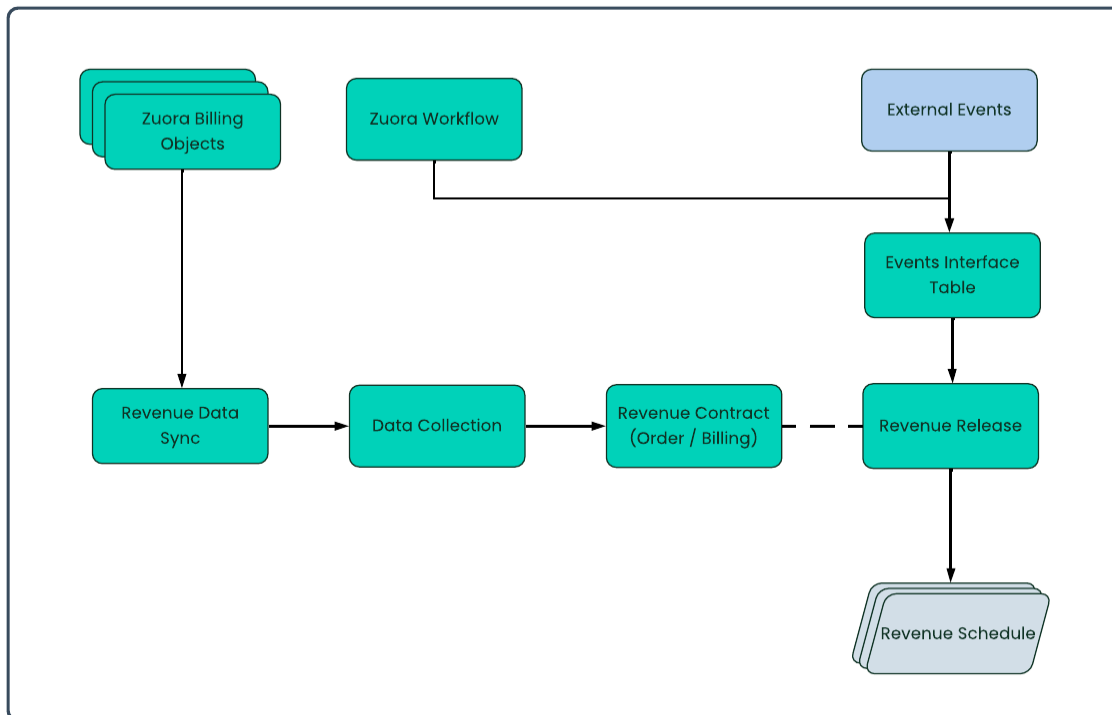 Zuora Billing
Objects
Zuora Workflow
External Events
Events Interface
Table
Revenue Data
Sync
Data Collection
Revenue Contract
(Order / Billing)
Revenue Release
Revenue Schedule